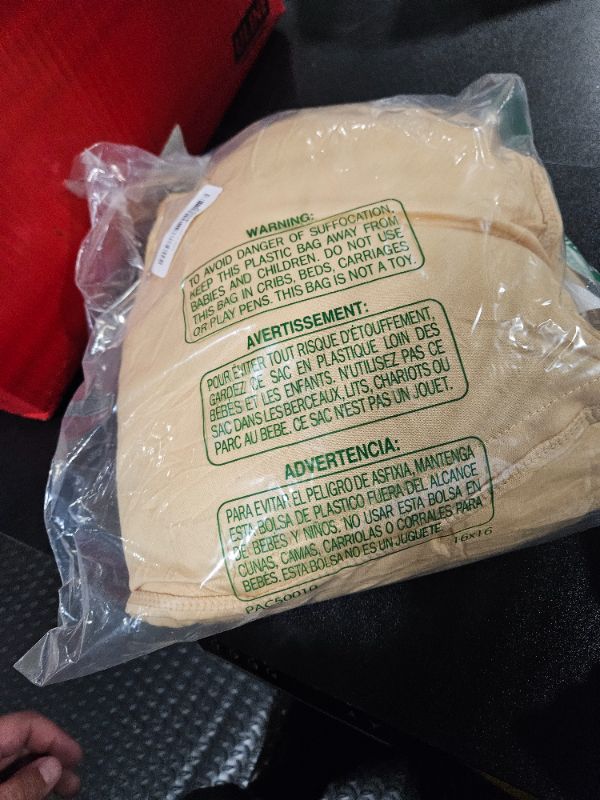 WARNING:
TO AVOID DANGER OF SUFFOCATION,
KEEP THIS PLASTIC BAG AWAY FROM
BABIES AND CHILDREN. DO NOT USE
THIS BAG IN CRIBS, BEDS, CARRIAGES
OR PLAY PENS. THIS BAG IS NOT A TOY.
AVERTISSEMENT:
POUR ÉVITER TOUT RISQUE D'ÉTOUFFEMENT,
GARDEZ CE SAC EN PLASTIQUE LOIN DES
BÉBÉS ET LES ENFANTS. N'UTILISEZ PAS CE
SAC DANS LES BERCEAUX, LITS, CHARIOTS OU
PARC AU BEBE. CE SAC N'EST PAS UN JOUET.
ADVERTENCIA:
PARA EVITAR EL PELIGRO DE ASFIXIA, MANTENGA
ESTA BOLSA DE PLASTICO FUERA DEL ALCANCE
DE BEBES Y NIÑOS. NO USAR ESTA BOLSA EN
CUNAS, CAMAS, CARRIOLAS O CORRALES PARA
BEBES. ESTA BOLSA NO ES UN JUGUETE.
PAC50010 16x16